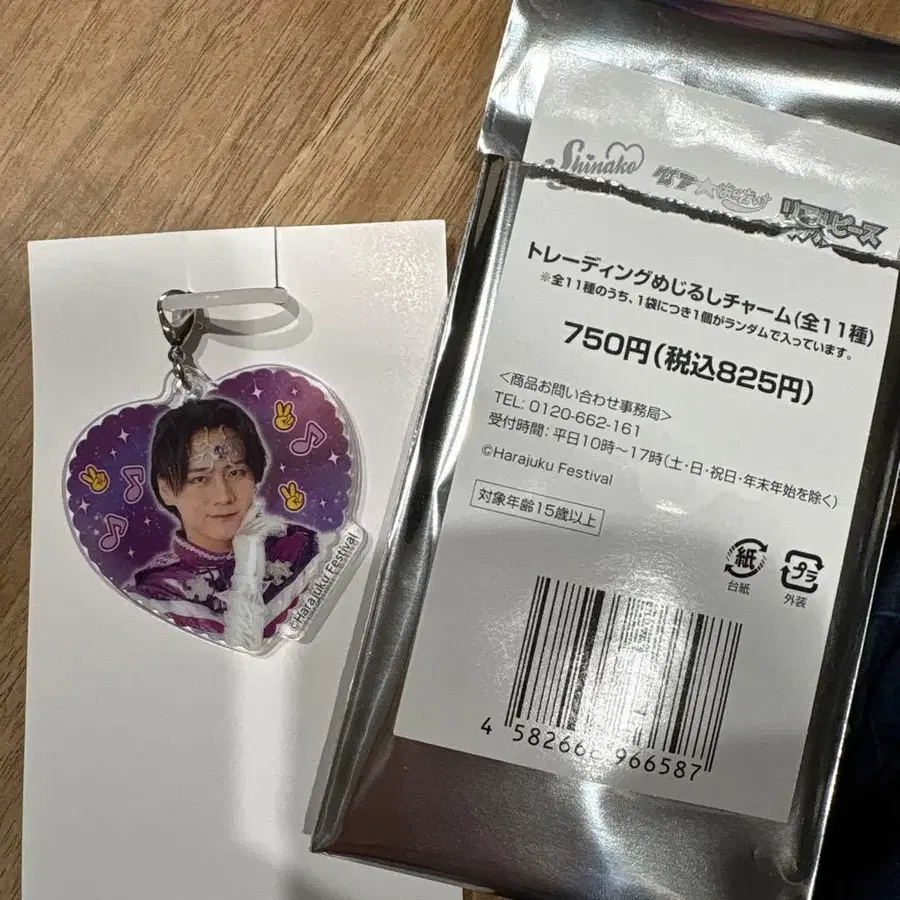 Shinako
トレーディングめじるしチャーム(全11種)
※全11種のうち、1袋につき1個がランダムで入っています。
750円(税込825円)
<商品お問い合わせ事務局>
TEL: 0120-662-161
受付時間:平日10時〜17時(土・日・祝日・年末年始を除く)
©Harajuku Festival
対象年齢15歳以上
紙
台紙
プラ
外装
4 966587
©Harajuku Festival